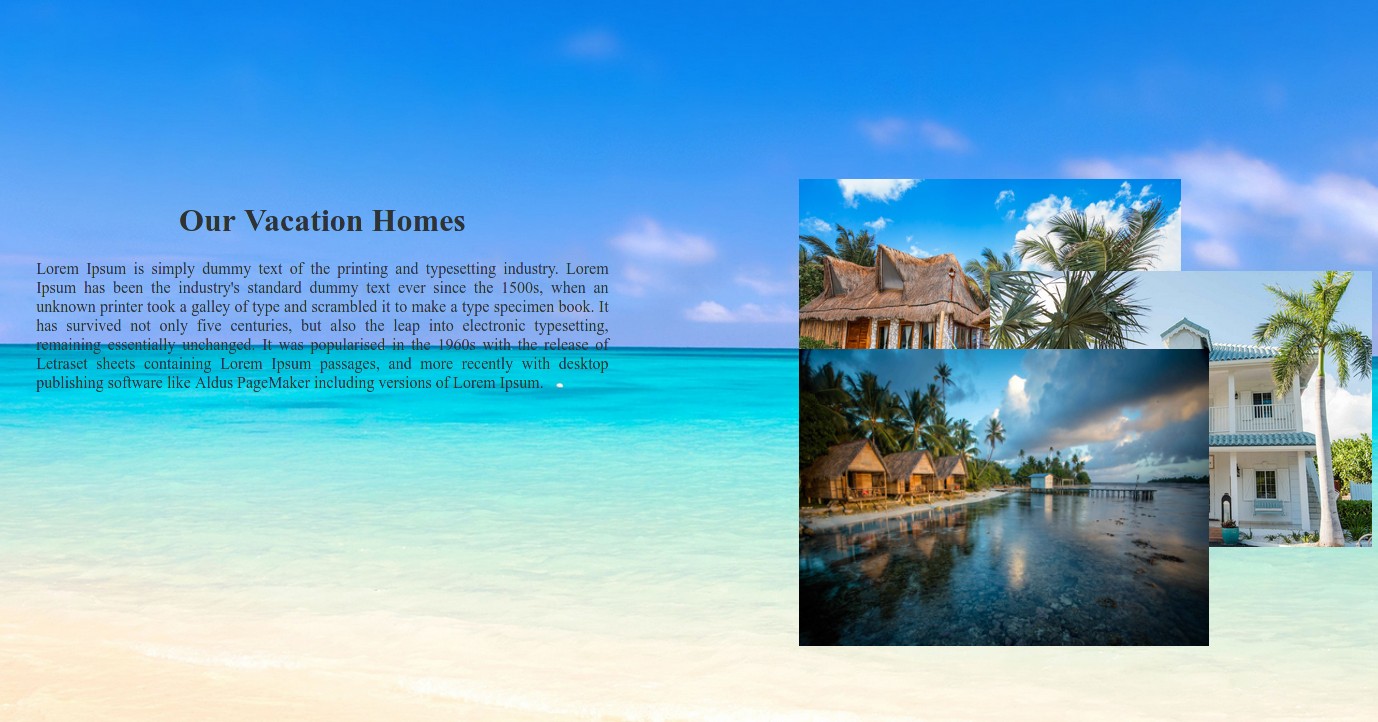 Our Vacation Homes
Lorem Ipsum is simply dummy text of the printing and typesetting industry. Lorem
Ipsum has been the industry's standard dummy text ever since the 1500s, when an
unknown printer took a galley of type and scrambled it to make a type specimen book. It
has survived not only five centuries, but also the leap into electronic typesetting,
remaining essentially unchanged. It was popularised in the 1960s with the release of
Letraset sheets containing Lorem Ipsum passages, and more recently with desktop
publishing software like Aldus PageMaker including versions of Lorem Ipsum.